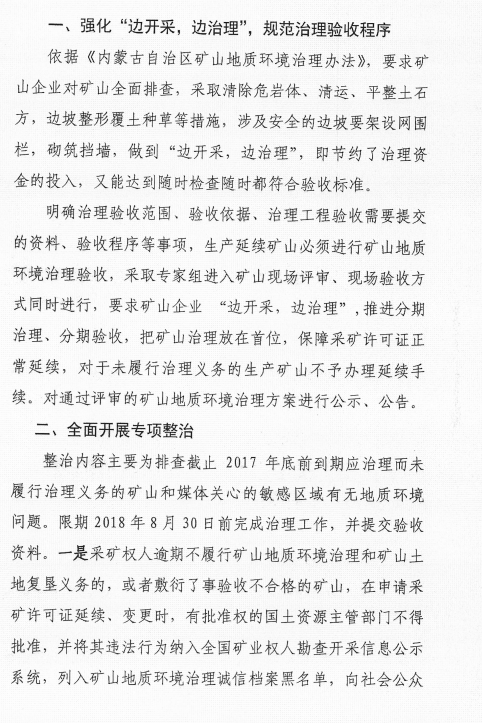 一、强化“边开采，边治理”，规范治理验收程序
依据《内蒙古自治区矿山地质环境治理办法》，要求矿
山企业对矿山全面排查，采取清除危岩体、清运、平整土石
方，边坡整形覆土种草等措施，涉及安全的边坡要架设网围
栏，砌筑挡墙，做到“边开采，边治理”，即节约了治理资
金的投入，又能达到随时检查随时都符合验收标准。
明确治理验收范围、验收依据、治理工程验收需要提交
的资料、验收程序等事项，生产延续矿山必须进行矿山地质
环境治理验收，采取专家组进入矿山现场评审、现场验收方
式同时进行，要求矿山企业 “边开采，边治理”,推进分期
治理、分期验收，把矿山治理放在首位，保障采矿许可证正
常延续，对于未履行治理义务的生产矿山不予办理延续手
续。对通过评审的矿山地质环境治理方案进行公示、公告。
二、全面开展专项整治
整治内容主要为排查截止 2017 年底前到期应治理而未
履行治理义务的矿山和媒体关心的敏感区域有无地质环境
问题。限期 2018 年 8 月 30 日前完成治理工作，并提交验收
资料。一是采矿权人逾期不履行矿山地质环境治理和矿山土
地复垦义务的，或者敷衍了事验收不合格的矿山，在申请采
矿许可证延续、变更时，有批准权的国土资源主管部门不得
批准，并将其违法行为纳入全国矿业权人勘查开采信息公示
系统，列入矿山地质环境治理诚信档案黑名单，向社会公众